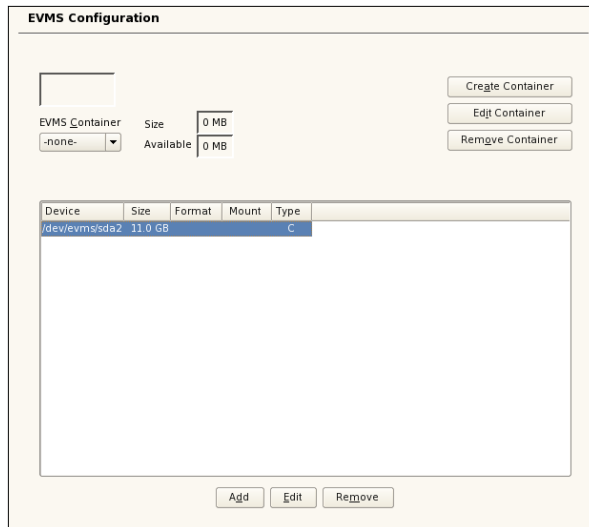 EVMS Configuration
Create Container
EVMS Container
Size
0 MB
Edit Container
-none-
Available
0 MB
Remove Container
Device Size Format Mount Type
/dev/evms/sda2 11.0 GB C
Add Edit Remove